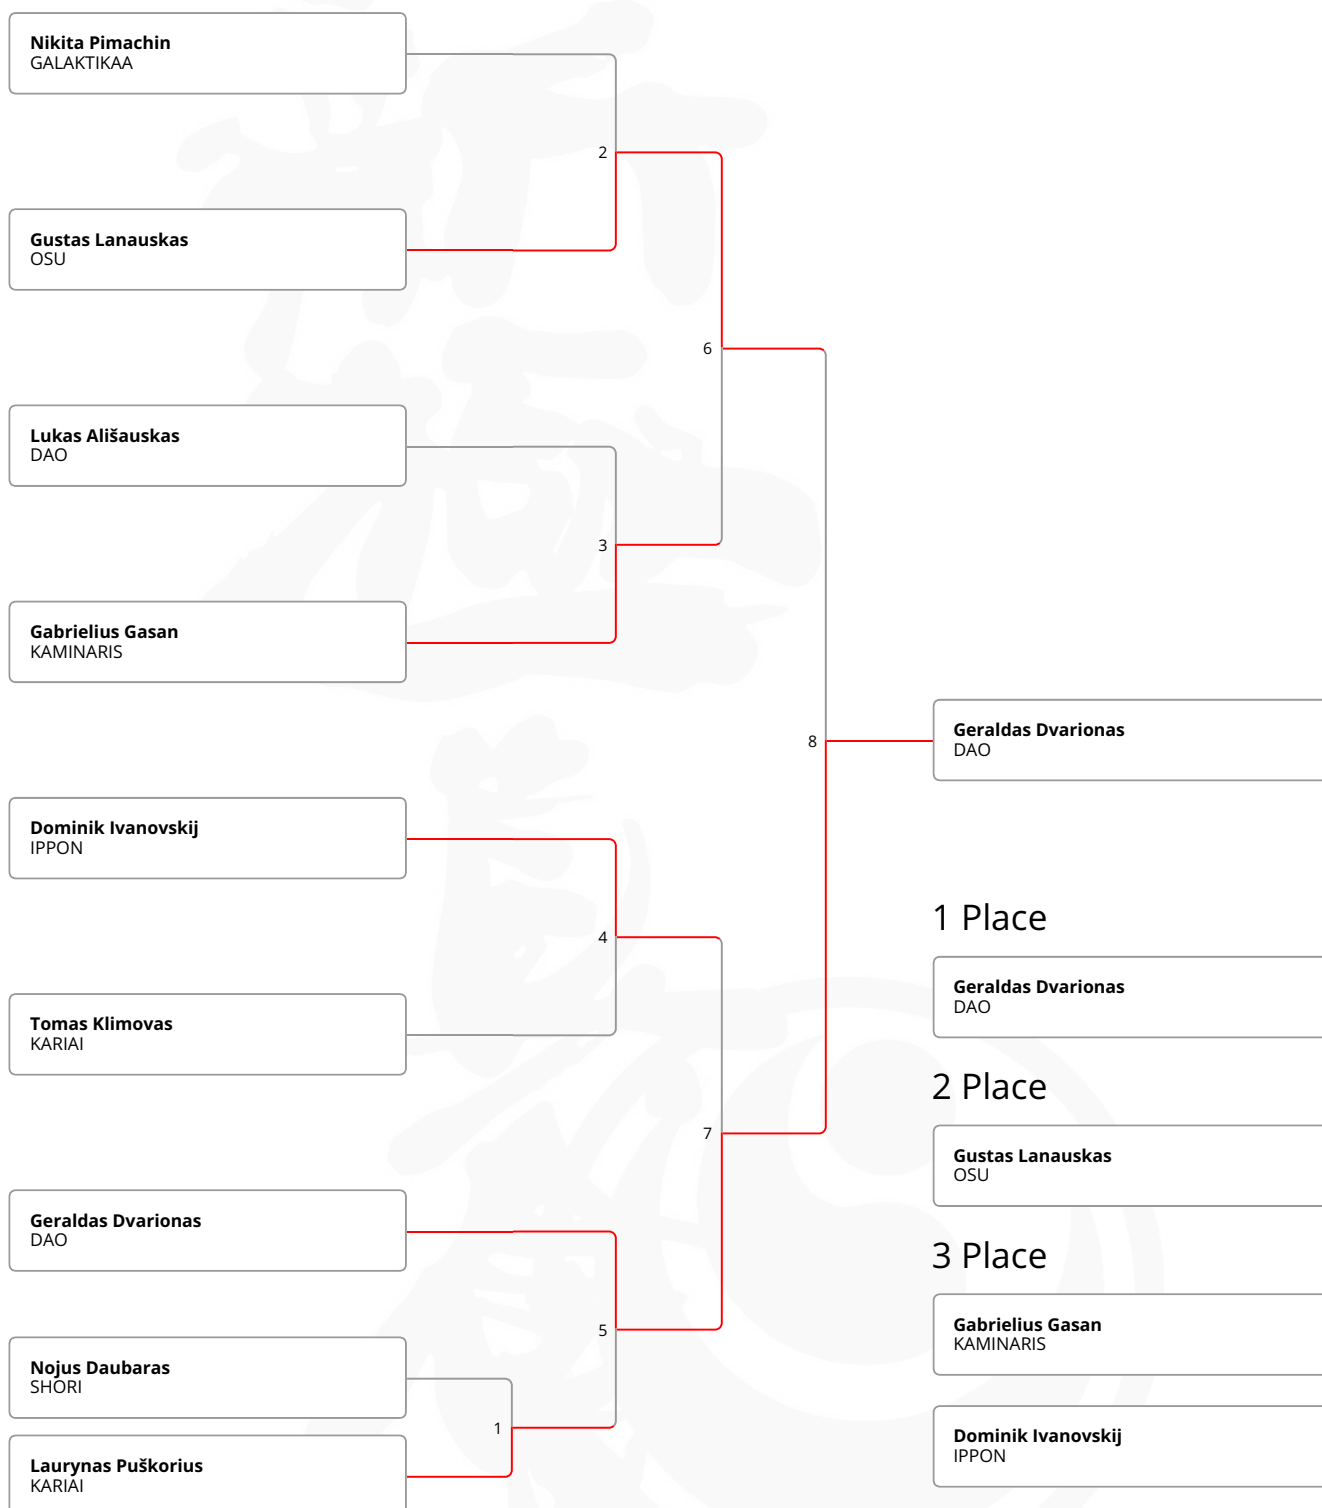 Nikita Pimachin
GALAKTIKAA
2
Gustas Lanauskas
OSU
6
Lukas Ališauskas
DAO
3
Gabrielius Gasan
KAMINARIS
Geraldas Dvarionas
DAO
8
Dominik Ivanovskij
IPPON
1 Place
4
Geraldas Dvarionas
DAO
Tomas Klimovas
KARIAI
2 Place
7
Gustas Lanauskas
OSU
Geraldas Dvarionas
DAO
3 Place
5
Gabrielius Gasan
KAMINARIS
Nojus Daubaras
SHORI
1
Dominik Ivanovskij
IPPON
Laurynas Puškorius
KARIAI